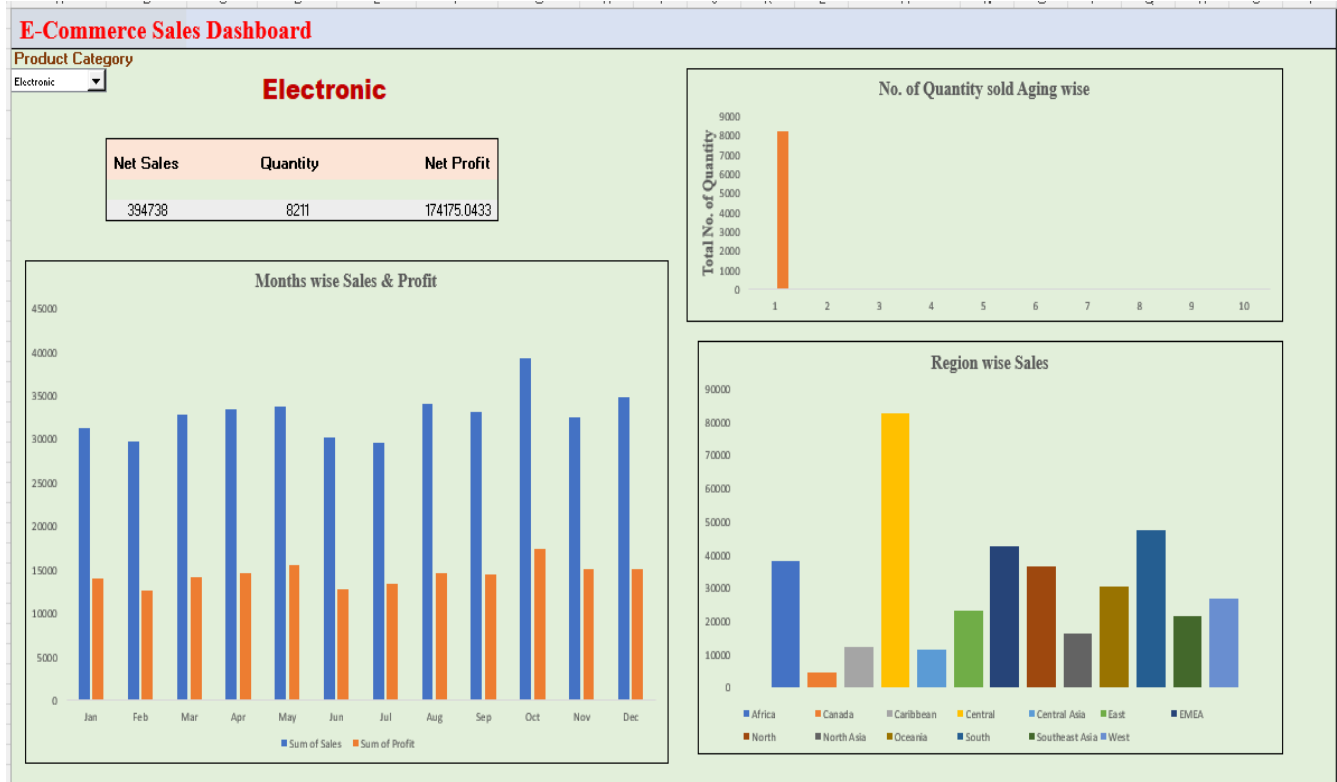 E-Commerce Sales Dashboard
Product Category
Electronic
Electronic
Net Sales Quantity Net Profit
394738 8211 174175.0433
No. of Quantity sold Aging wise
Total No. of Quantity
9000
8000
7000
6000
5000
4000
3000
2000
1000
0
1 2 3 4 5 6 7 8 9 10
Months wise Sales & Profit
45000
40000
35000
30000
25000
20000
15000
10000
5000
0
Jan Feb Mar Apr May Jun Jul Aug Sep Oct Nov Dec
Sum of Sales Sum of Profit
Region wise Sales
90000
80000
70000
60000
50000
40000
30000
20000
10000
0
Africa Canada Caribbean Central Central Asia East EMEA
North North Asia Oceania South Southeast Asia West